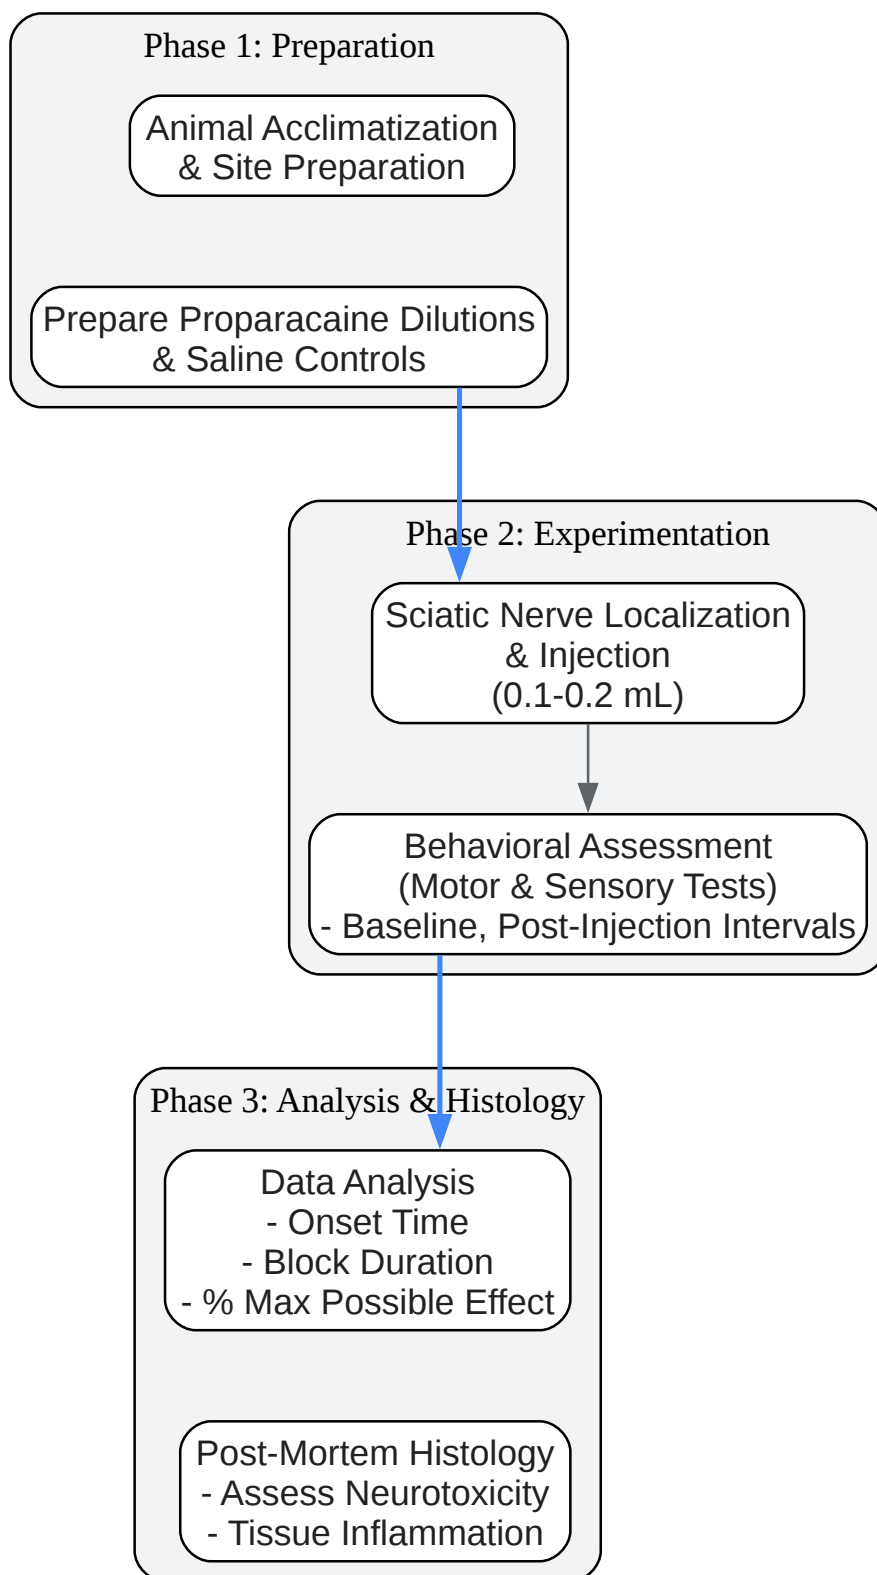 Phase 1: Preparation
Animal Acclimatization
& Site Preparation
Prepare Proparacaine Dilutions
& Saline Controls
Phase 2: Experimentation
Sciatic Nerve Localization
& Injection
(0.1-0.2 mL)
Behavioral Assessment
(Motor & Sensory Tests)
- Baseline, Post-Injection Intervals
Phase 3: Analysis & Histology
Data Analysis
- Onset Time
- Block Duration
- % Max Possible Effect
Post-Mortem Histology
- Assess Neurotoxicity
- Tissue Inflammation